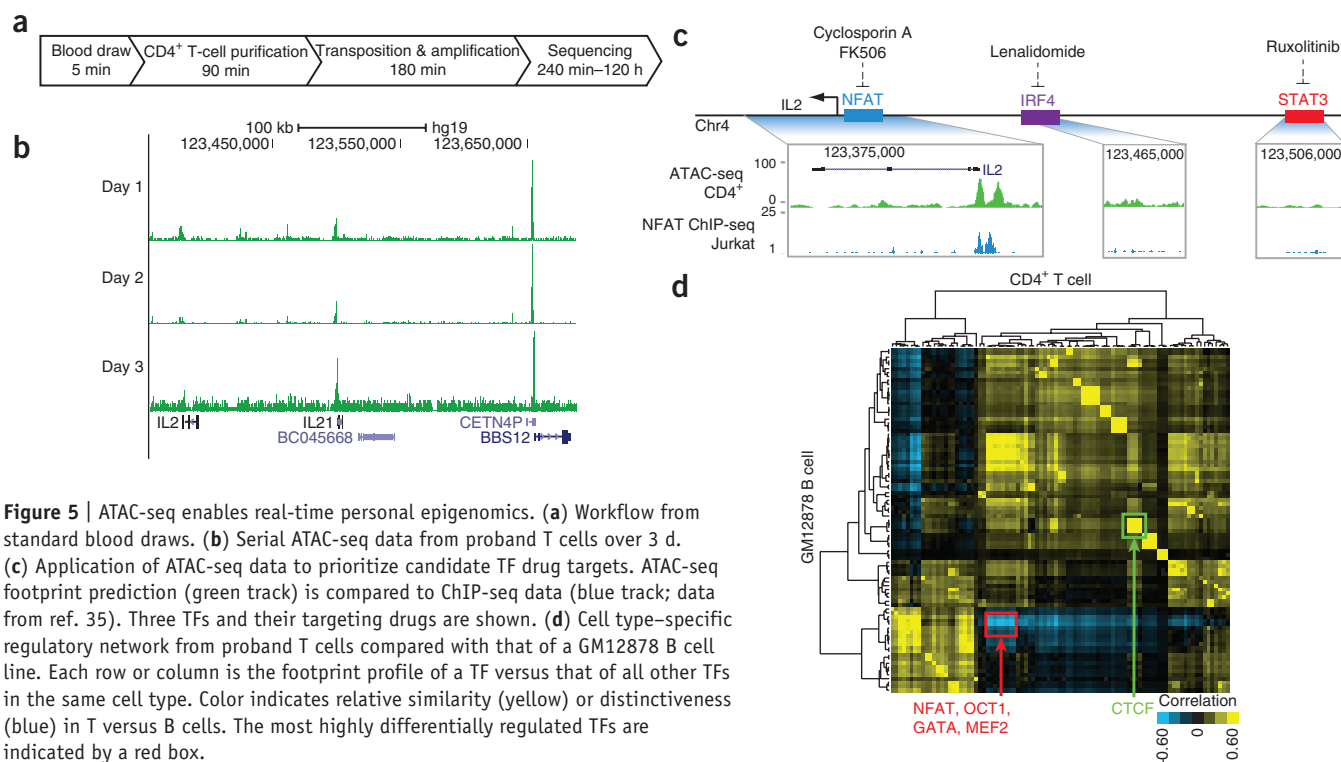 a
Blood draw
5 min
CD4+ T-cell purification
90 min
Transposition & amplification
180 min
Sequencing
240 min–120 h
b
100 kb
hg19
123,450,000
123,550,000
123,650,000
Day 1
Day 2
Day 3
IL2
IL21
CETN4P
BC045668
BBS12
c
Cyclosporin A
FK506
Lenalidomide
Ruxolitinib
IL2
NFAT
IRF4
STAT3
Chr4
123,375,000
123,465,000
123,506,000
100
ATAC-seq
CD4+
IL2
0
25
NFAT ChIP-seq
Jurkat
1
d
CD4+ T cell
GM12878 B cell
NFAT, OCT1,
GATA, MEF2
CTCF
Correlation
-0.60
0
0.60
Figure 5 | ATAC-seq enables real-time personal epigenomics. (a) Workflow from
standard blood draws. (b) Serial ATAC-seq data from proband T cells over 3 d.
(c) Application of ATAC-seq data to prioritize candidate TF drug targets. ATAC-seq
footprint prediction (green track) is compared to ChIP-seq data (blue track; data
from ref. 35). Three TFs and their targeting drugs are shown. (d) Cell type–specific
regulatory network from proband T cells compared with that of a GM12878 B cell
line. Each row or column is the footprint profile of a TF versus that of all other TFs
in the same cell type. Color indicates relative similarity (yellow) or distinctiveness
(blue) in T versus B cells. The most highly differentially regulated TFs are
indicated by a red box.